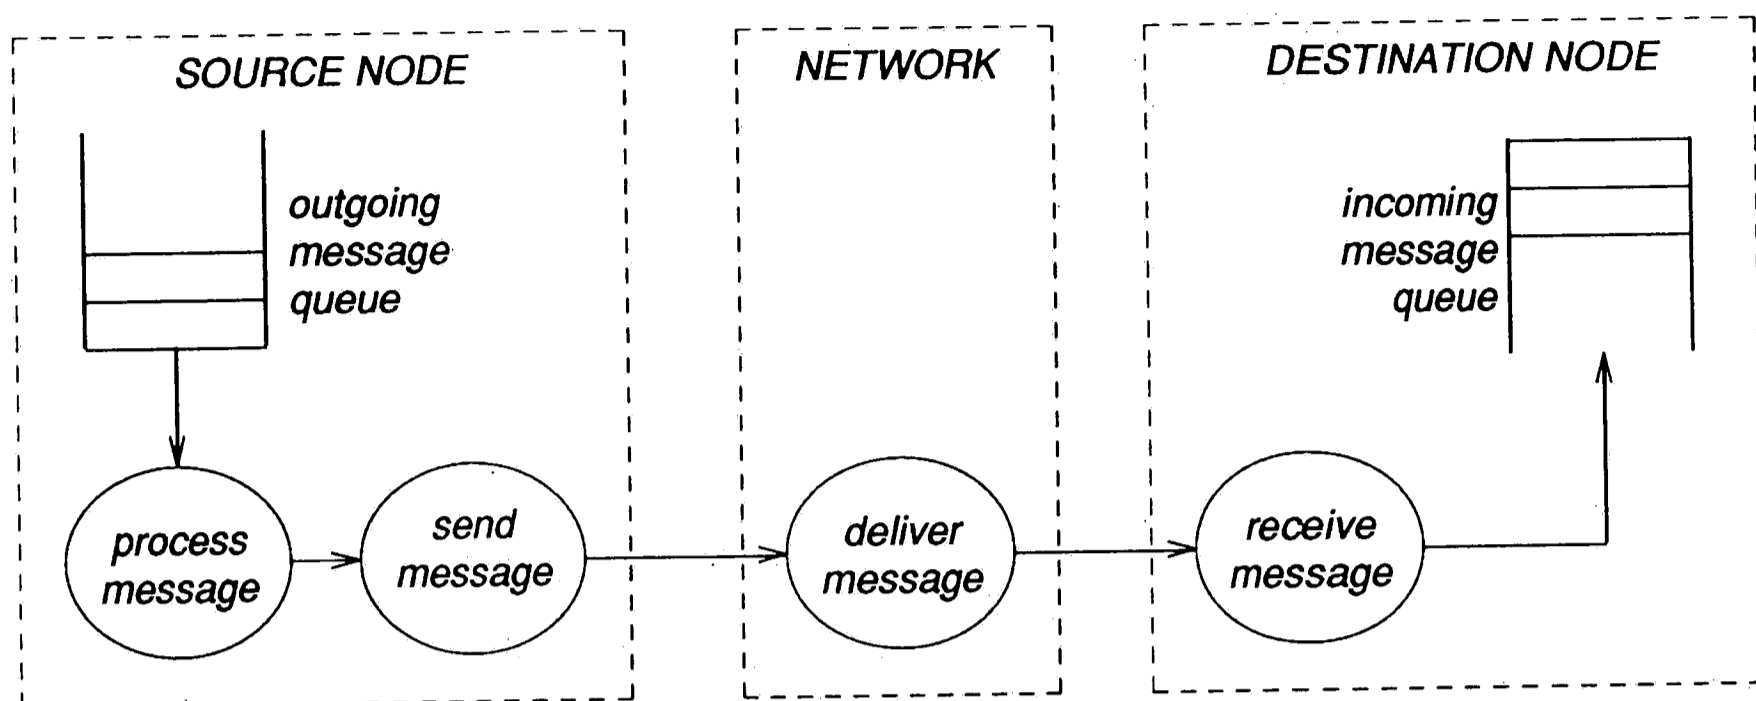 SOURCE NODE
outgoing
message
queue
process
message
send
message
NETWORK
deliver
message
DESTINATION NODE
incoming
message
queue
receive
message